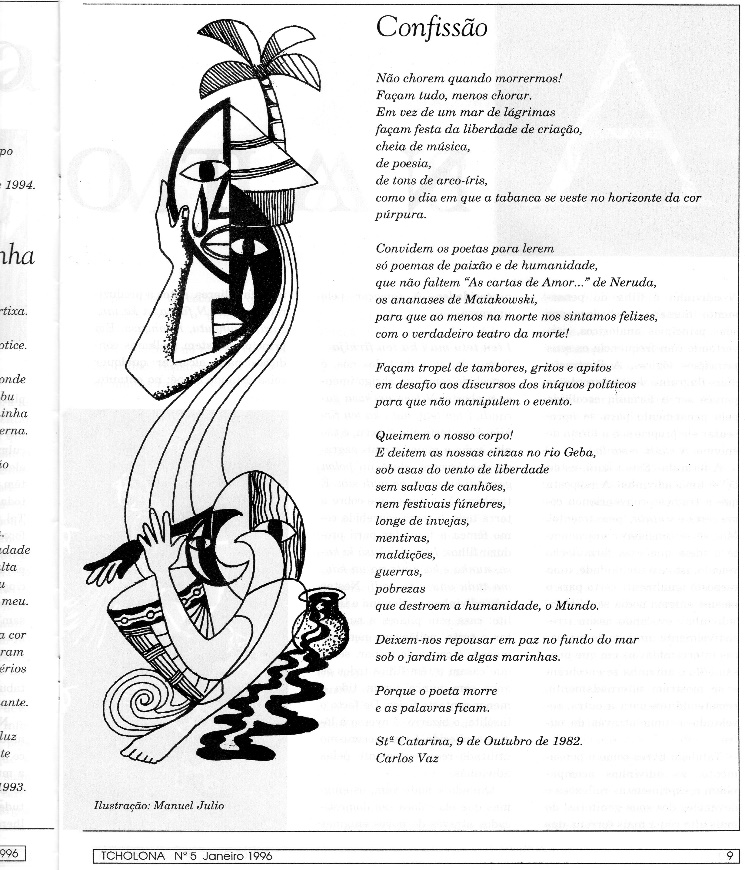 po
1994.
nha
rtixa.
otice.
onde
bu
inha
erna.
io
.
dade
lta
u
meu.
a cor
ram
érios
ante.
luz
te
1993.
996
Confissão
Não chorem quando morrermos!
Façam tudo, menos chorar.
Em vez de um mar de lágrimas
façam festa da liberdade de criação,
cheia de música,
de poesia,
de tons de arco-íris,
como o dia em que a tabanca se veste no horizonte da cor
púrpura.
Convidem os poetas para lerem
só poemas de paixão e de humanidade,
que não faltem “As cartas de Amor...” de Neruda,
os ananases de Maiakowski,
para que ao menos na morte nos sintamos felizes,
com o verdadeiro teatro da morte!
Façam tropel de tambores, gritos e apitos
em desafio aos discursos dos iníquos políticos
para que não manipulem o evento.
Queimem o nosso corpo!
E deitem as nossas cinzas no rio Geba,
sob asas do vento de liberdade
sem salvas de canhões,
nem festivais fúnebres,
longe de invejas,
mentiras,
maldições,
guerras,
pobrezas
que destroem a humanidade, o Mundo.
Deixem-nos repousar em paz no fundo do mar
sob o jardim de algas marinhas.
Porque o poeta morre
e as palavras ficam.
Stª Catarina, 9 de Outubro de 1982.
Carlos Vaz
Ilustração: Manuel Julio
TCHOLONA Nº 5 Janeiro 1996 9